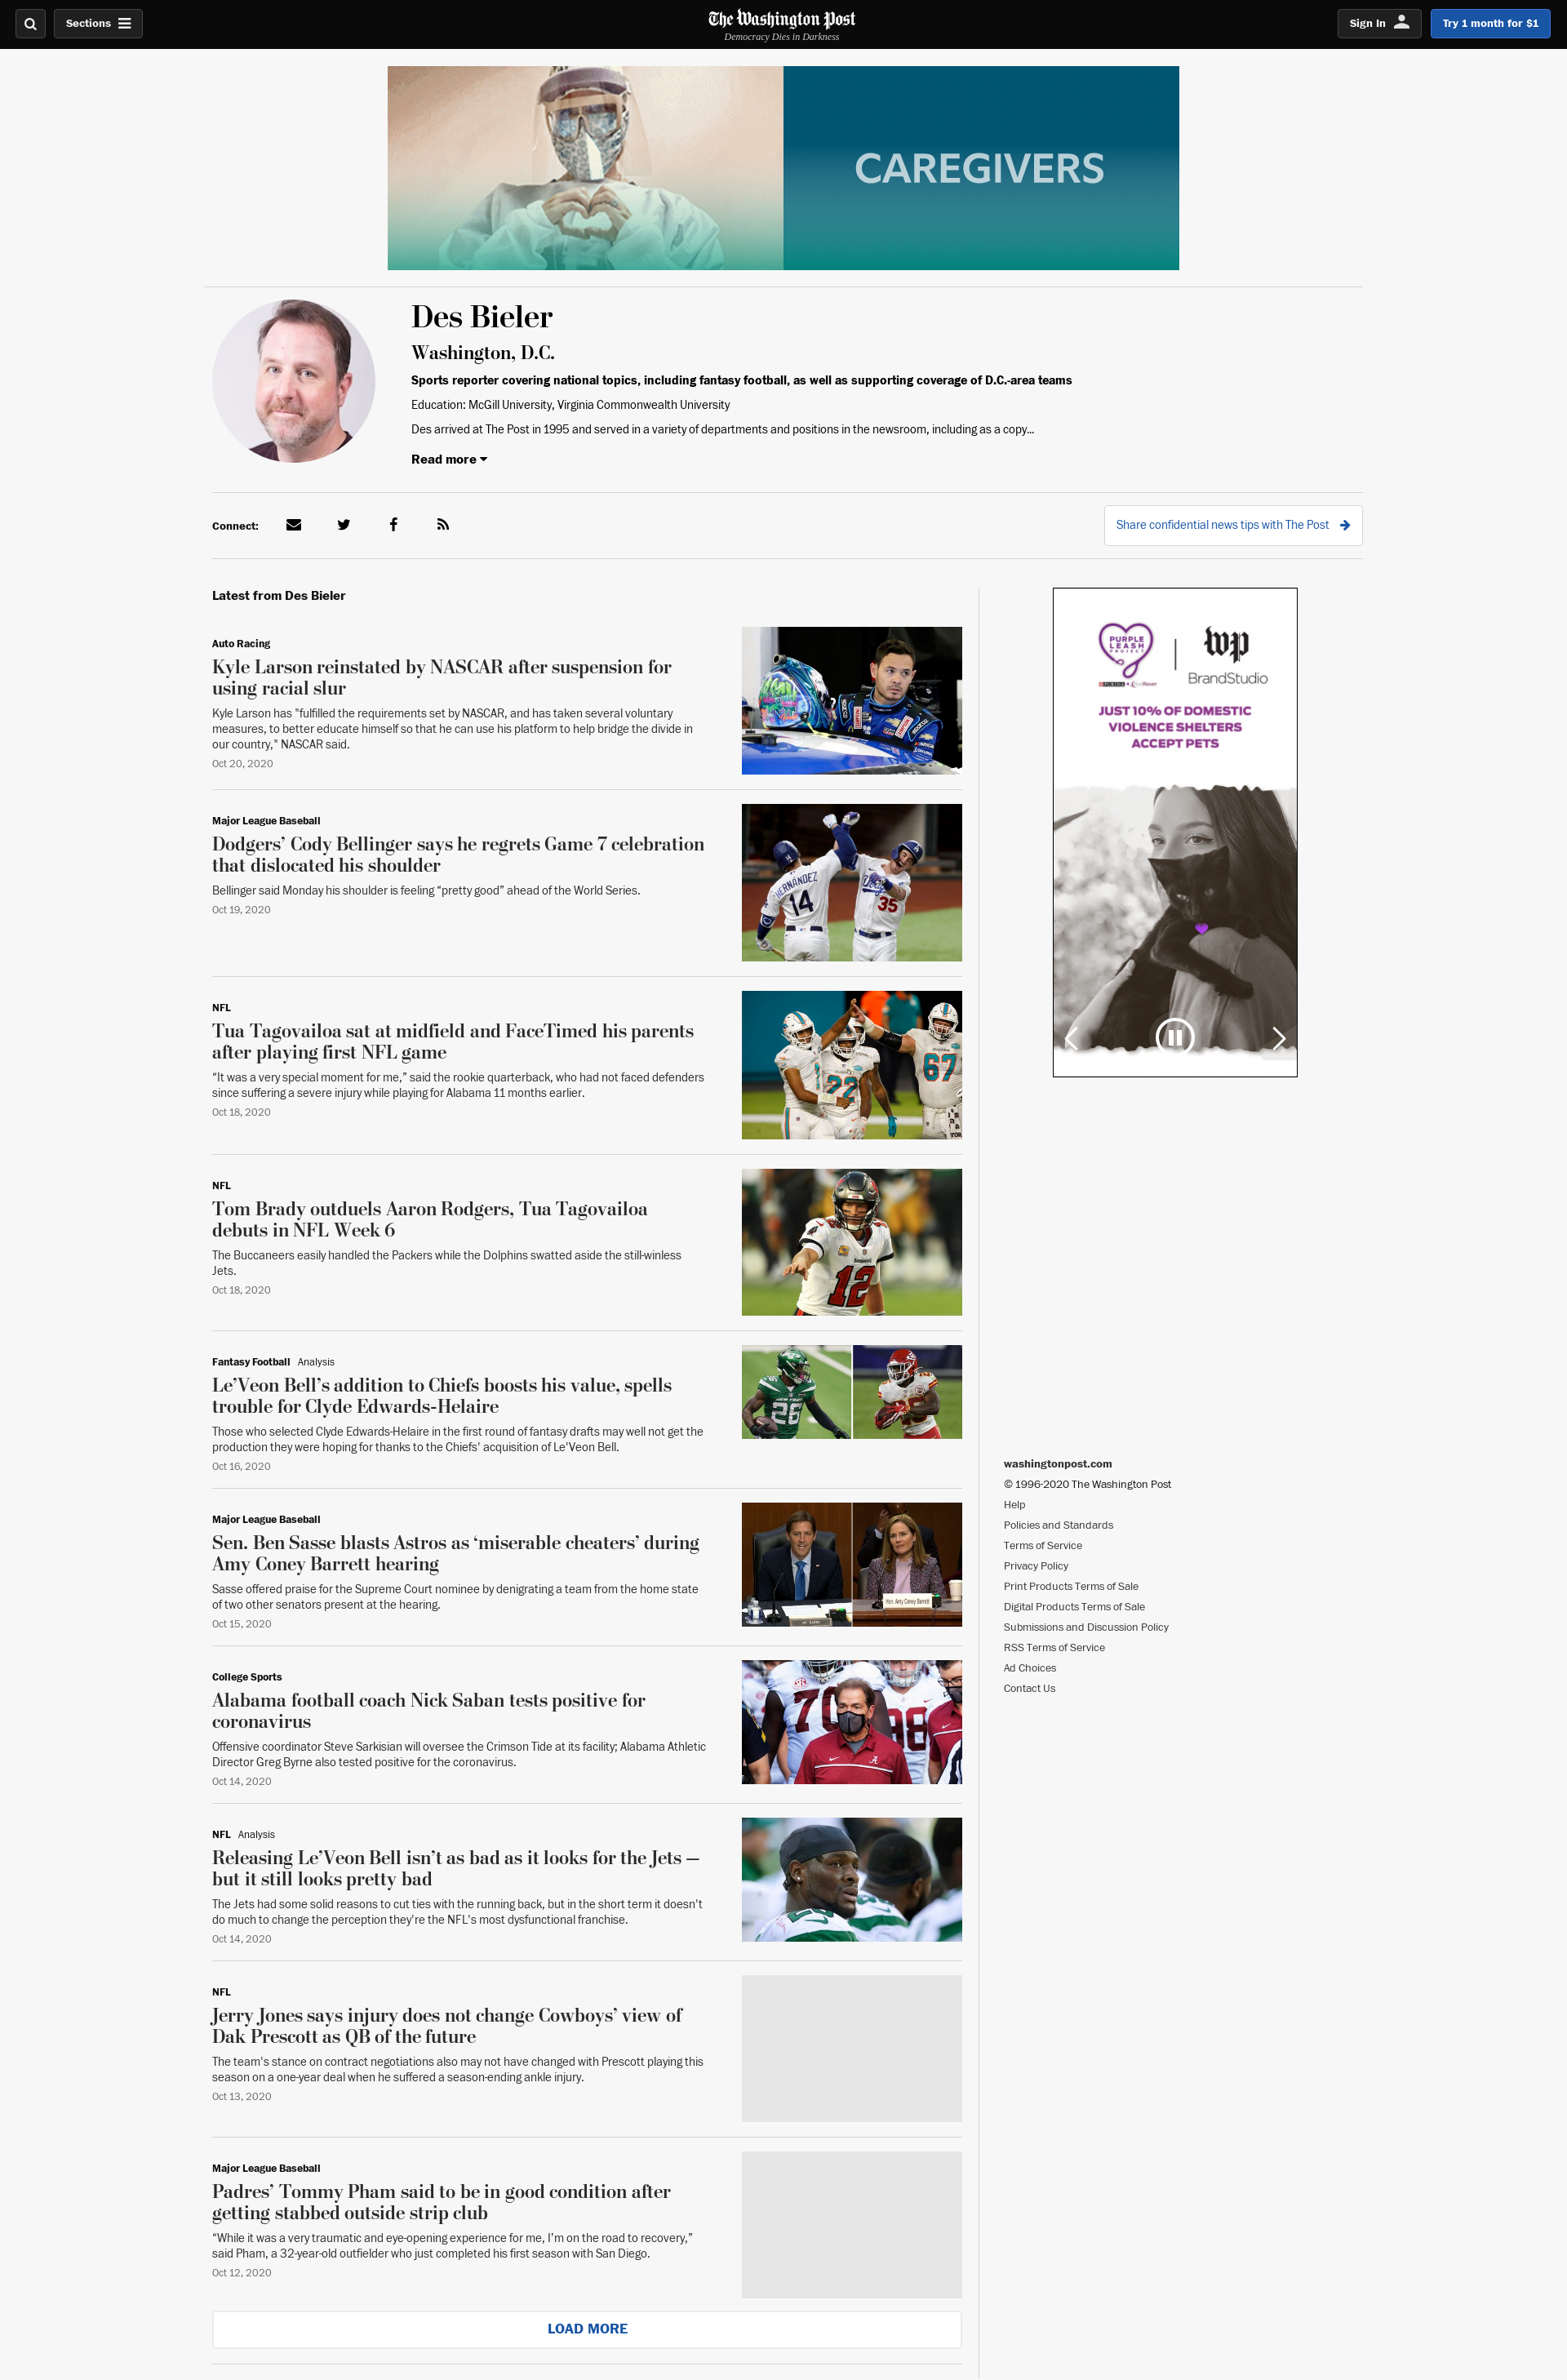 Sections
The Washington Post
Democracy Dies in Darkness
Sign In
Try 1 month for $1
CAREGIVERS
Des Bieler
Washington, D.C.
Sports reporter covering national topics, including fantasy football, as well as supporting coverage of D.C.-area teams
Education: McGill University, Virginia Commonwealth University
Des arrived at The Post in 1995 and served in a variety of departments and positions in the newsroom, including as a copy...
Read more
Connect:
Share confidential news tips with The Post
Latest from Des Bieler
Auto Racing
Kyle Larson reinstated by NASCAR after suspension for
using racial slur
Kyle Larson has "fulfilled the requirements set by NASCAR, and has taken several voluntary
measures, to better educate himself so that he can use his platform to help bridge the divide in
our country," NASCAR said.
Oct 20, 2020
Major League Baseball
Dodgers’ Cody Bellinger says he regrets Game 7 celebration
that dislocated his shoulder
Bellinger said Monday his shoulder is feeling “pretty good” ahead of the World Series.
Oct 19, 2020
HERNÁNDEZ
14
35
NFL
Tua Tagovailoa sat at midfield and FaceTimed his parents
after playing first NFL game
“It was a very special moment for me,” said the rookie quarterback, who had not faced defenders
since suffering a severe injury while playing for Alabama 11 months earlier.
Oct 18, 2020
22
67
NFL
Tom Brady outduels Aaron Rodgers, Tua Tagovailoa
debuts in NFL Week 6
The Buccaneers easily handled the Packers while the Dolphins swatted aside the still-winless
Jets.
Oct 18, 2020
12
Fantasy Football Analysis
Le’Veon Bell’s addition to Chiefs boosts his value, spells
trouble for Clyde Edwards-Helaire
Those who selected Clyde Edwards-Helaire in the first round of fantasy drafts may well not get the
production they were hoping for thanks to the Chiefs' acquisition of Le'Veon Bell.
Oct 16, 2020
26
Major League Baseball
Sen. Ben Sasse blasts Astros as ‘miserable cheaters’ during
Amy Coney Barrett hearing
Sasse offered praise for the Supreme Court nominee by denigrating a team from the home state
of two other senators present at the hearing.
Oct 15, 2020
Hon. Amy Coney Barrett
College Sports
Alabama football coach Nick Saban tests positive for
coronavirus
Offensive coordinator Steve Sarkisian will oversee the Crimson Tide at its facility; Alabama Athletic
Director Greg Byrne also tested positive for the coronavirus.
Oct 14, 2020
NFL Analysis
Releasing Le’Veon Bell isn’t as bad as it looks for the Jets —
but it still looks pretty bad
The Jets had some solid reasons to cut ties with the running back, but in the short term it doesn't
do much to change the perception they're the NFL's most dysfunctional franchise.
Oct 14, 2020
NFL
Jerry Jones says injury does not change Cowboys’ view of
Dak Prescott as QB of the future
The team's stance on contract negotiations also may not have changed with Prescott playing this
season on a one-year deal when he suffered a season-ending ankle injury.
Oct 13, 2020
Major League Baseball
Padres’ Tommy Pham said to be in good condition after
getting stabbed outside strip club
“While it was a very traumatic and eye-opening experience for me, I’m on the road to recovery,”
said Pham, a 32-year-old outfielder who just completed his first season with San Diego.
Oct 12, 2020
LOAD MORE
PURPLE
LEASH
PROJECT
wp
BrandStudio
JUST 10% OF DOMESTIC
VIOLENCE SHELTERS
ACCEPT PETS
washingtonpost.com
© 1996-2020 The Washington Post
Help
Policies and Standards
Terms of Service
Privacy Policy
Print Products Terms of Sale
Digital Products Terms of Sale
Submissions and Discussion Policy
RSS Terms of Service
Ad Choices
Contact Us